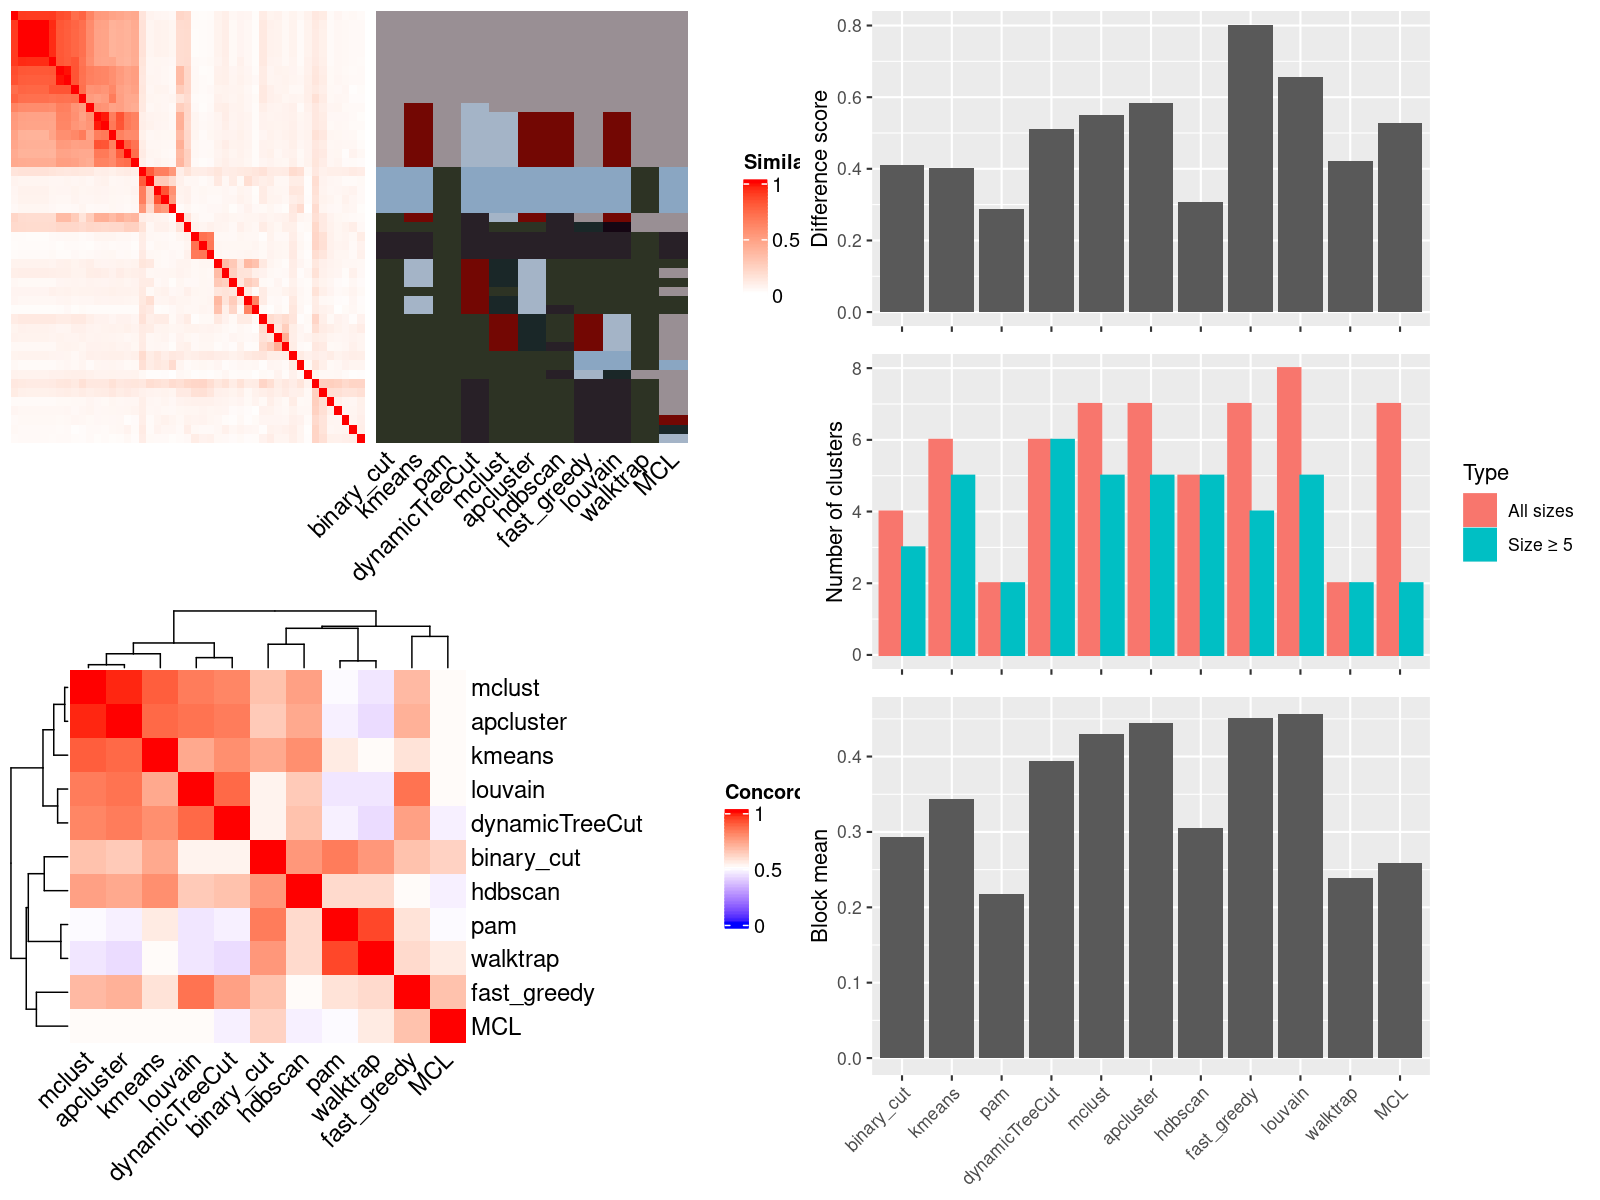 Simila
1
0.5
0
binary_cut
kmeans
pam
dynamicTreeCut
mclust
apcluster
hdbscan
fast_greedy
louvain
walktrap
MCL
mclust
apcluster
kmeans
louvain
dynamicTreeCut
binary_cut
hdbscan
pam
walktrap
fast_greedy
MCL
mclust
apcluster
kmeans
louvain
dynamicTreeCut
binary_cut
hdbscan
pam
walktrap
fast_greedy
MCL
Concord
1
0.5
0
Difference score
0.8
0.6
0.4
0.2
0.0
Number of clusters
8
6
4
2
0
Type
All sizes
Size ≥ 5
Block mean
0.4
0.3
0.2
0.1
0.0
binary_cut
kmeans
pam
dynamicTreeCut
mclust
apcluster
hdbscan
fast_greedy
louvain
walktrap
MCL